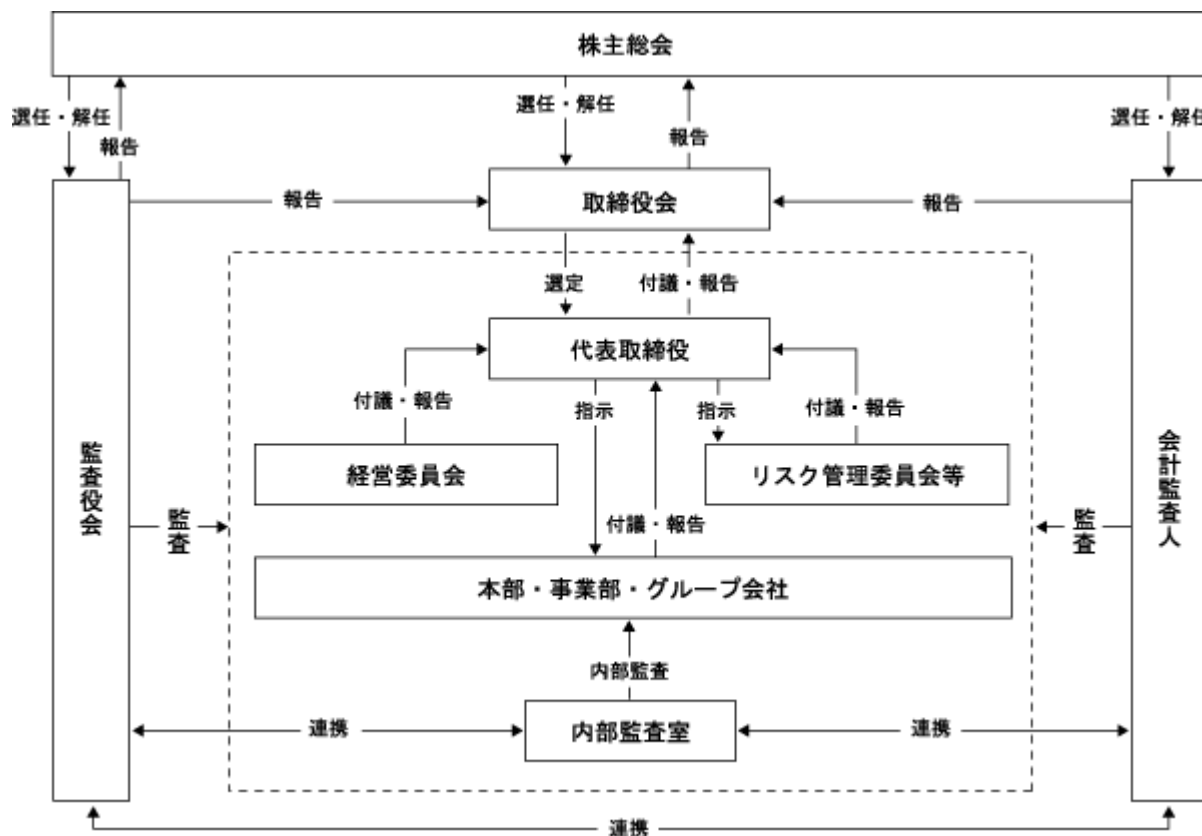 株主総会
選任・解任
報告
選任・解任
報告
選任・解任
報告
取締役会
報告
選定
付議・報告
代表取締役
付議・報告
指示
指示
付議・報告
監査役会
経営委員会
リスク管理委員会等
会計監査人
監査
付議・報告
監査
本部・事業部・グループ会社
内部監査
連携
内部監査室
連携
連携